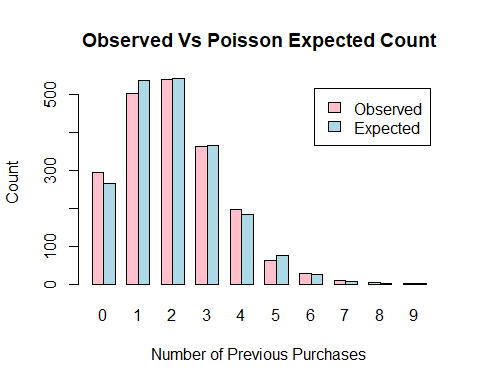 Observed Vs Poisson Expected Count
Observed
Expected
Count
500
300
100
0
0 1 2 3 4 5 6 7 8 9
Number of Previous Purchases